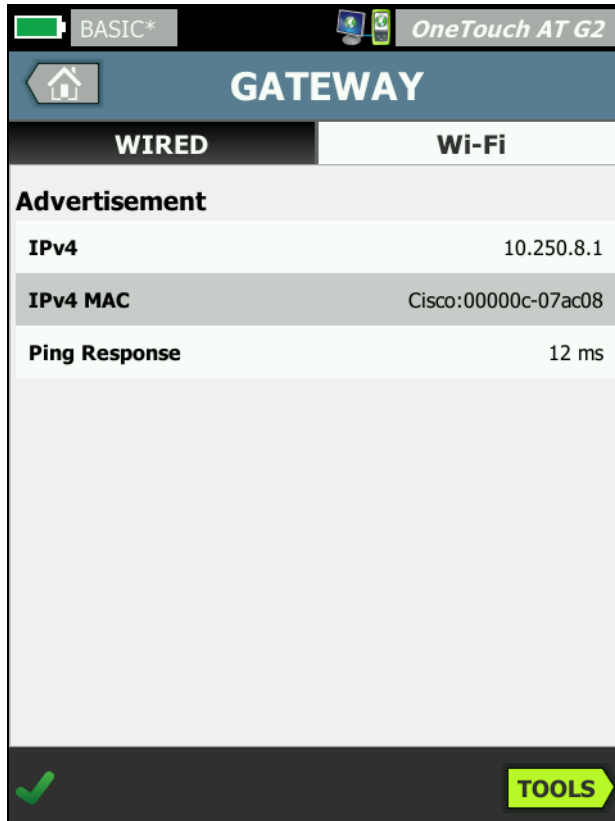 BASIC* OneTouch AT G2
GATEWAY
WIRED Wi-Fi
Advertisement
IPv4 10.250.8.1
IPv4 MAC Cisco:00000c-07ac08
Ping Response 12 ms
TOOLS